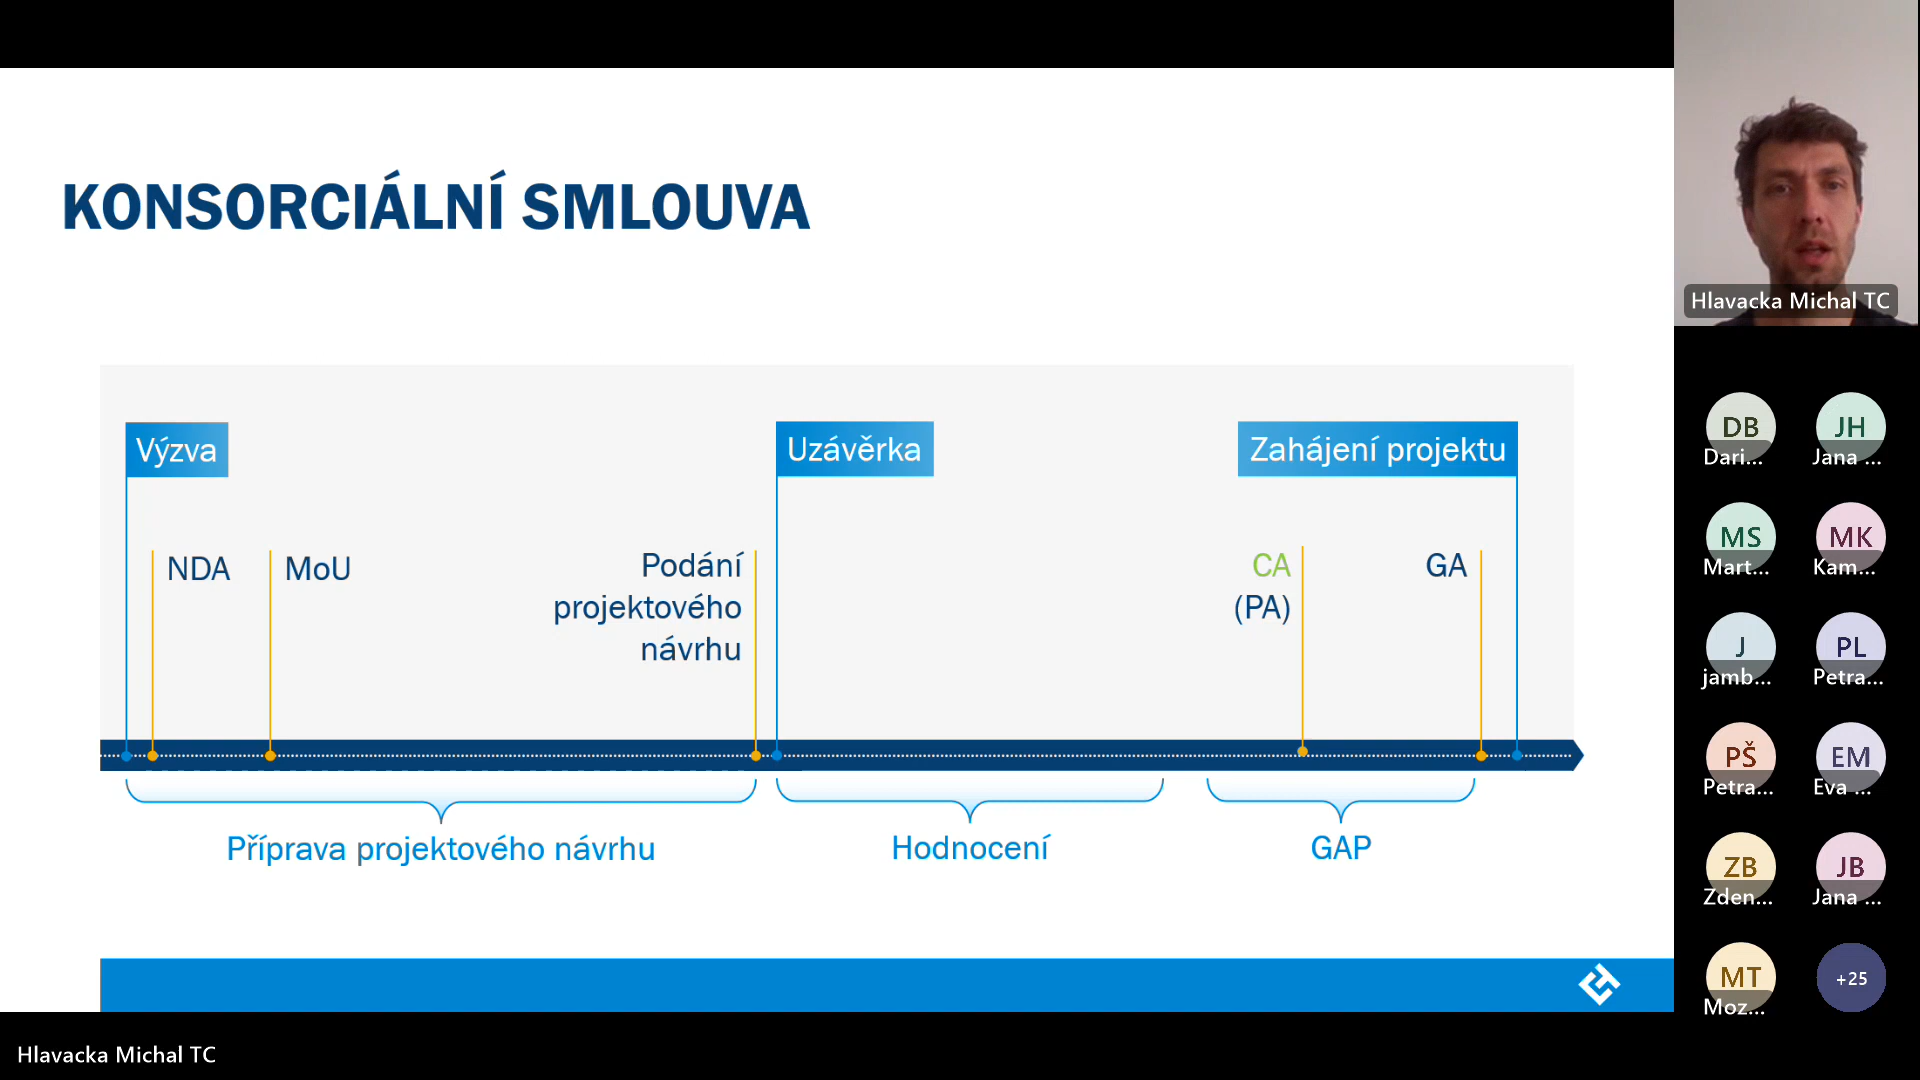 KONSORCIÁLNÍ SMLOUVA
Výzva
Uzávěrka
Zahájení projektu
NDA
MoU
Podání
projektového
návrhu
CA
(PA)
GA
Příprava projektového návrhu
Hodnocení
GAP
Hlavacka Michal TC
DB
Dari...
JH
Jana ...
MS
Mart...
MK
Kam...
J
jamb...
PL
Petra...
PŠ
Petra...
EM
Eva ...
ZB
Zden...
JB
Jana ...
MT
Moz...
+25
Hlavacka Michal TC